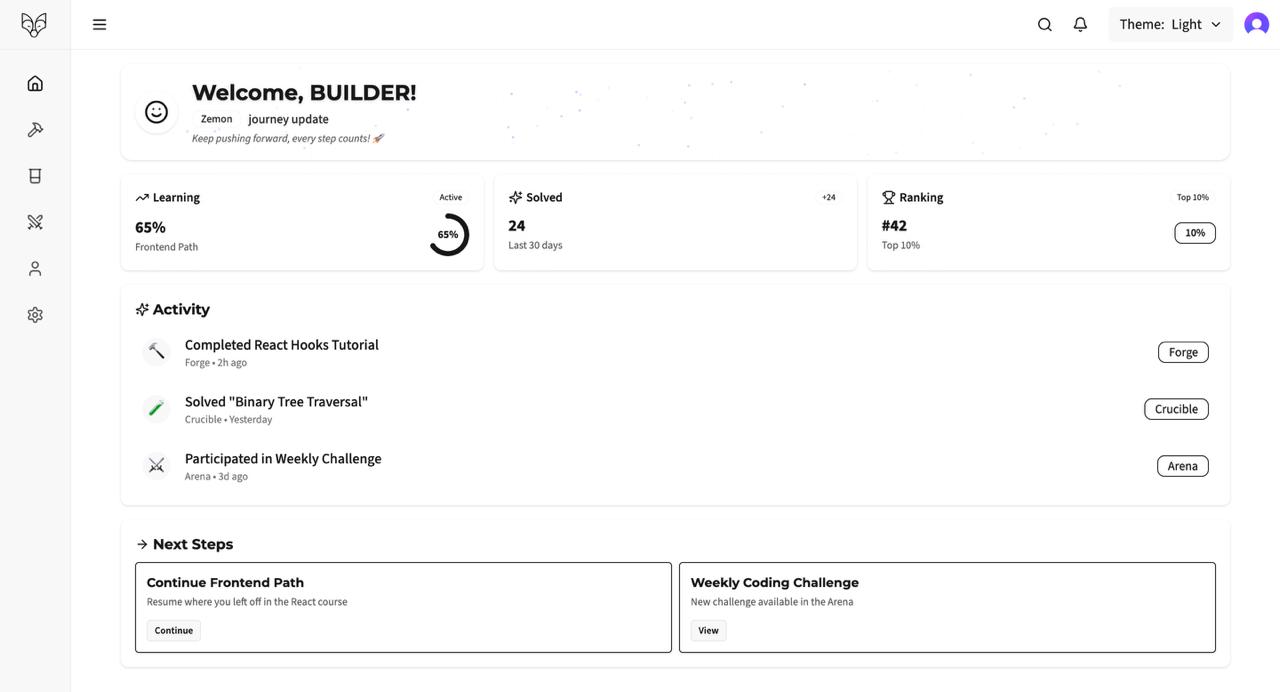 Theme: Light
Welcome, BUILDER!
Zemon journey update
Keep pushing forward, every step counts! 🚀
Learning Active
65%
Frontend Path
65%
Solved +24
24
Last 30 days
Ranking Top 10%
#42
Top 10%
10%
Activity
Completed React Hooks Tutorial
Forge • 2h ago
Forge
Solved "Binary Tree Traversal"
Crucible • Yesterday
Crucible
Participated in Weekly Challenge
Arena • 3d ago
Arena
Next Steps
Continue Frontend Path
Resume where you left off in the React course
Continue
Weekly Coding Challenge
New challenge available in the Arena
View